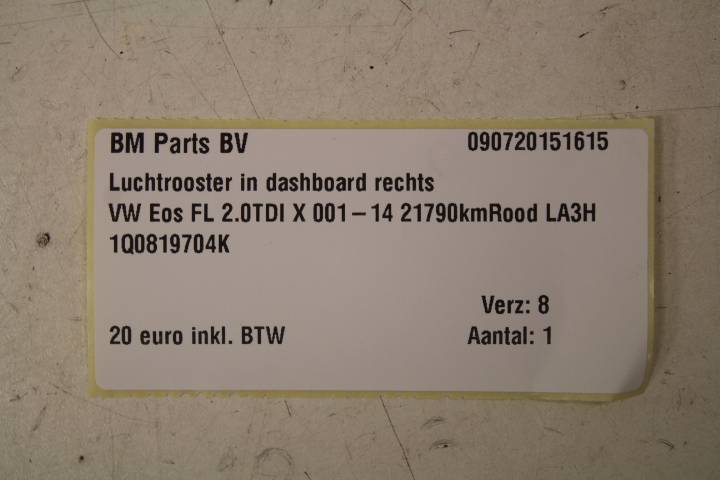 BM Parts BV 090720151615
Luchtrooster in dashboard rechts
VW Eos FL 2.0TDI X 001-14 21790kmRood LA3H
1Q0819704K
Verz: 8
20 euro inkl. BTW Aantal: 1